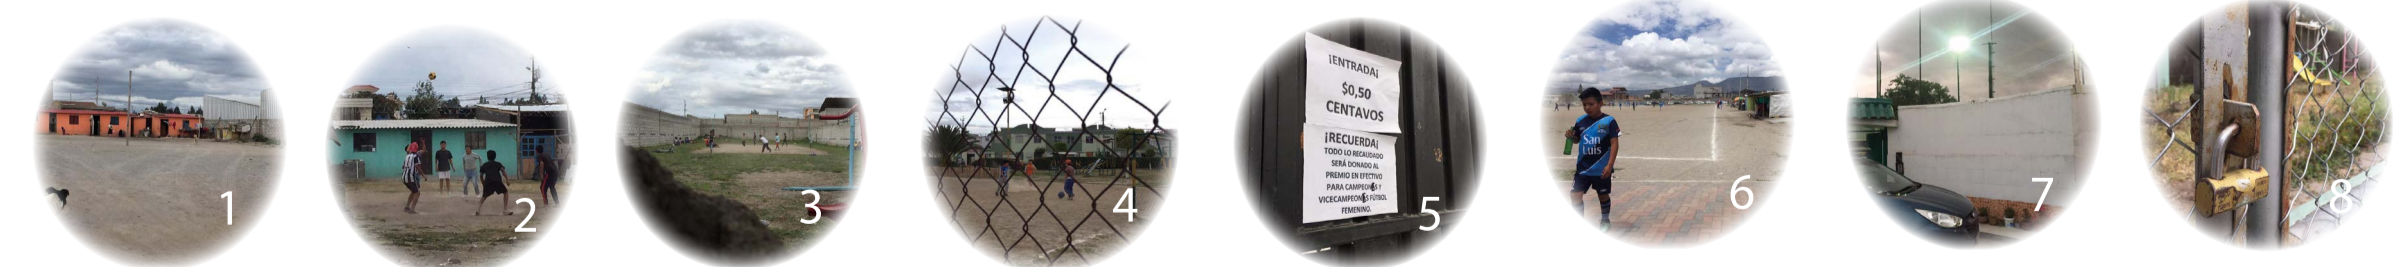 1
2
3
4
¡ENTRADA¡
$0,50
CENTAVOS
¡RECUERDA¡
TODO LO RECAUDADO
SERÁ DONADO AL
PREMIO EN EFECTIVO
PARA CAMPEONES Y
VICECAMPEONES FÚTBOL
FEMENINO.
5
San
Luis
6
7
8